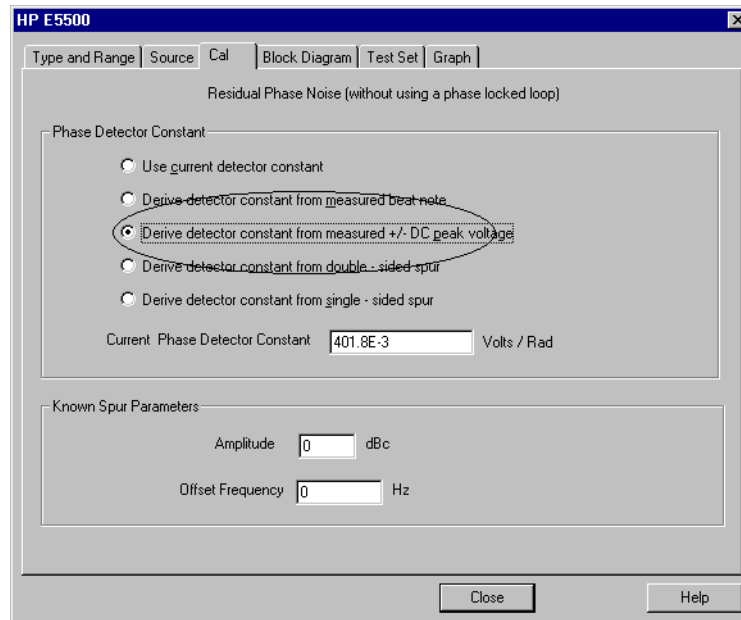 HP E5500
Type and Range Source Cal Block Diagram Test Set Graph
Residual Phase Noise (without using a phase locked loop)
Phase Detector Constant
Use current detector constant
Derive detector constant from measured beat note
Derive detector constant from measured +/- DC peak voltage
Derive detector constant from double - sided spur
Derive detector constant from single - sided spur
Current Phase Detector Constant 401.8E-3 Volts / Rad
Known Spur Parameters
Amplitude 0 dBc
Offset Frequency 0 Hz
Close Help